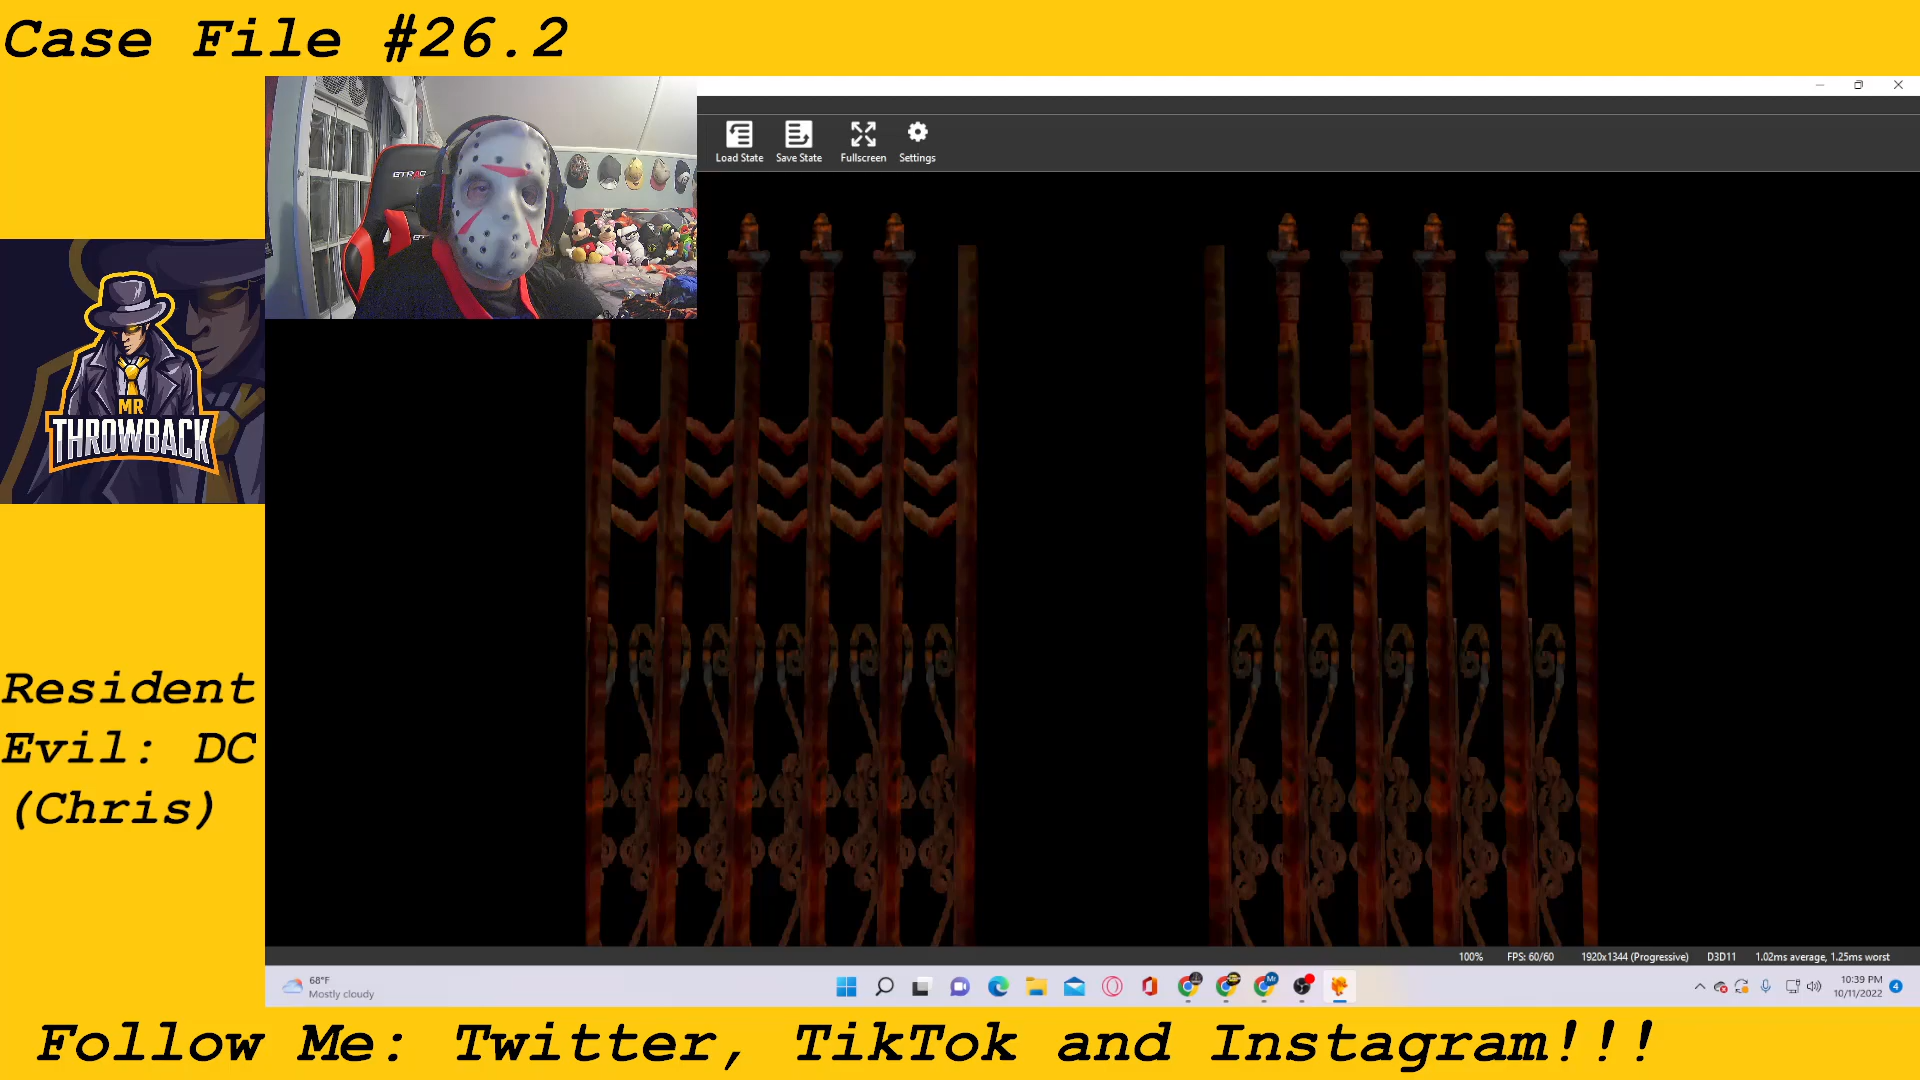 Case File #26.2
Load State
Save State
Fullscreen
Settings
GTRAC
MR
THROWBACK
Resident
Evil: DC
(Chris)
100%
FPS: 60/60
1920x1344 (Progressive)
D3D11
1.02ms average, 1.25ms worst
68°F
Mostly cloudy
10:39 PM
10/11/2022
4
Follow Me: Twitter, TikTok and Instagram!!!